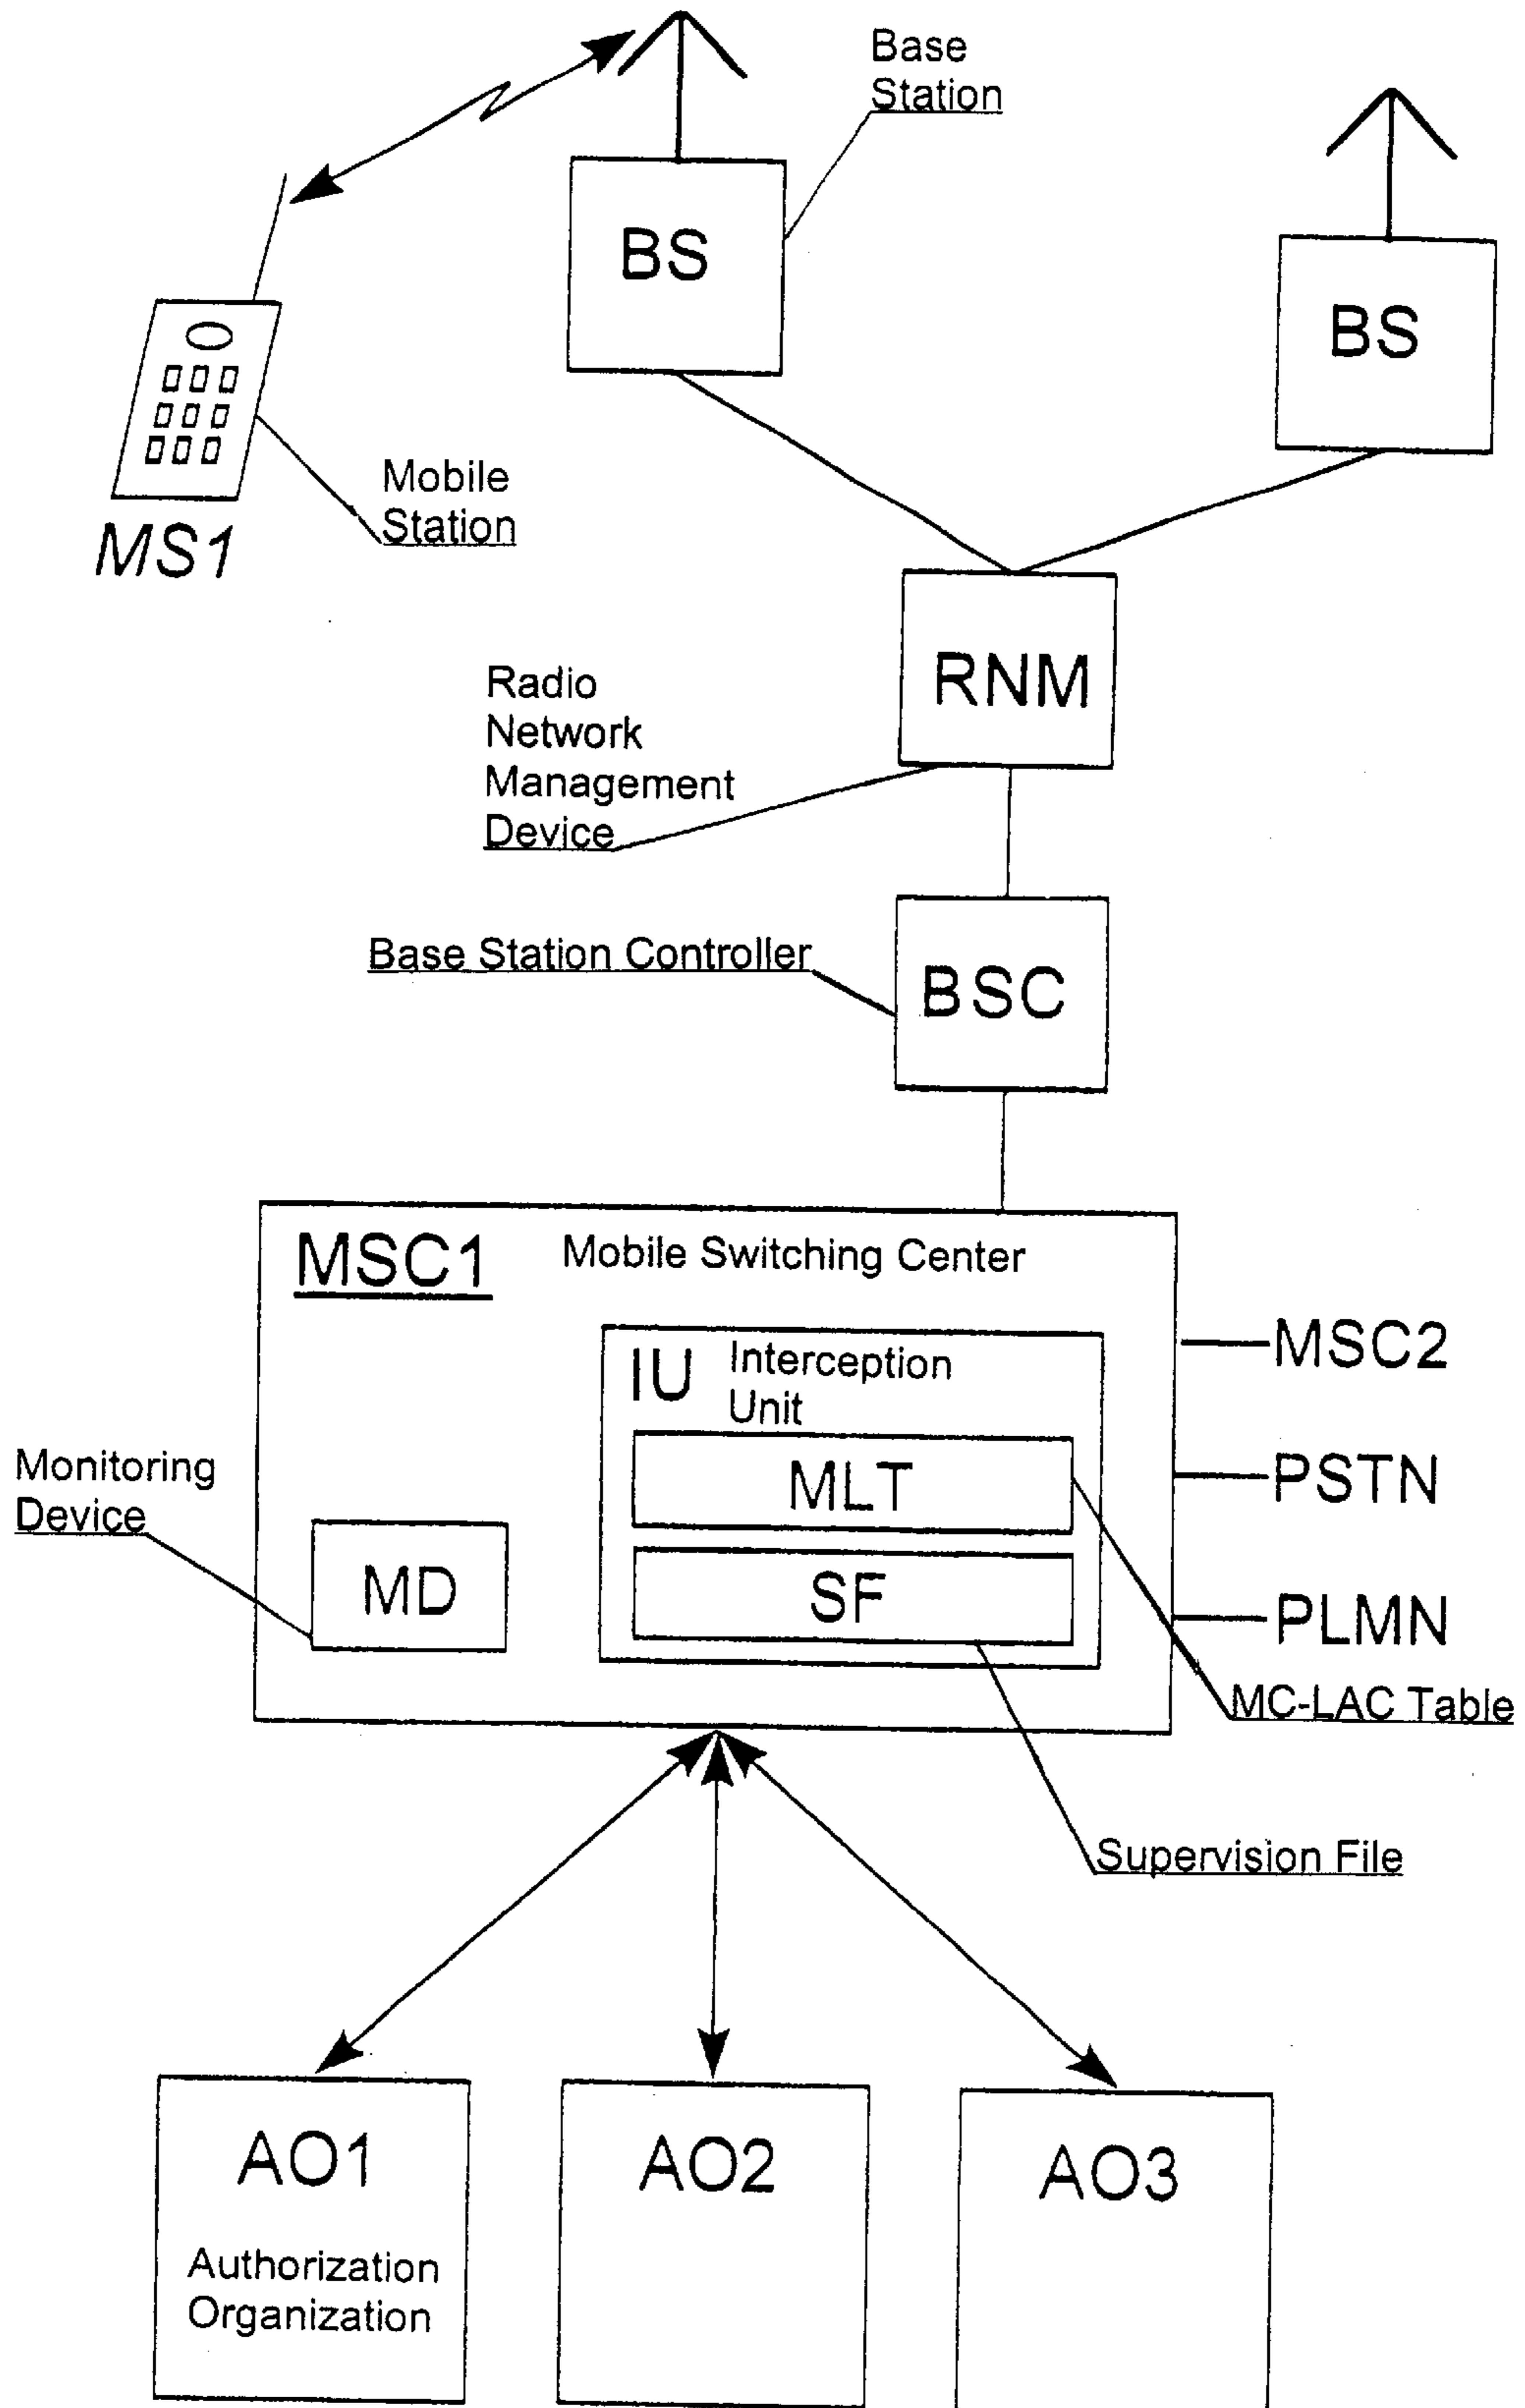 Base
Station
BS
BS
Mobile
Station
MS1
RNM
Radio
Network
Management
Device
Base Station Controller
BSC
MSC1
Mobile Switching Center
IU
Interception
Unit
MSC2
MLT
PSTN
Monitoring
Device
MD
SF
PLMN
MC-LAC Table
Supervision File
AO1
Authorization
Organization
AO2
AO3